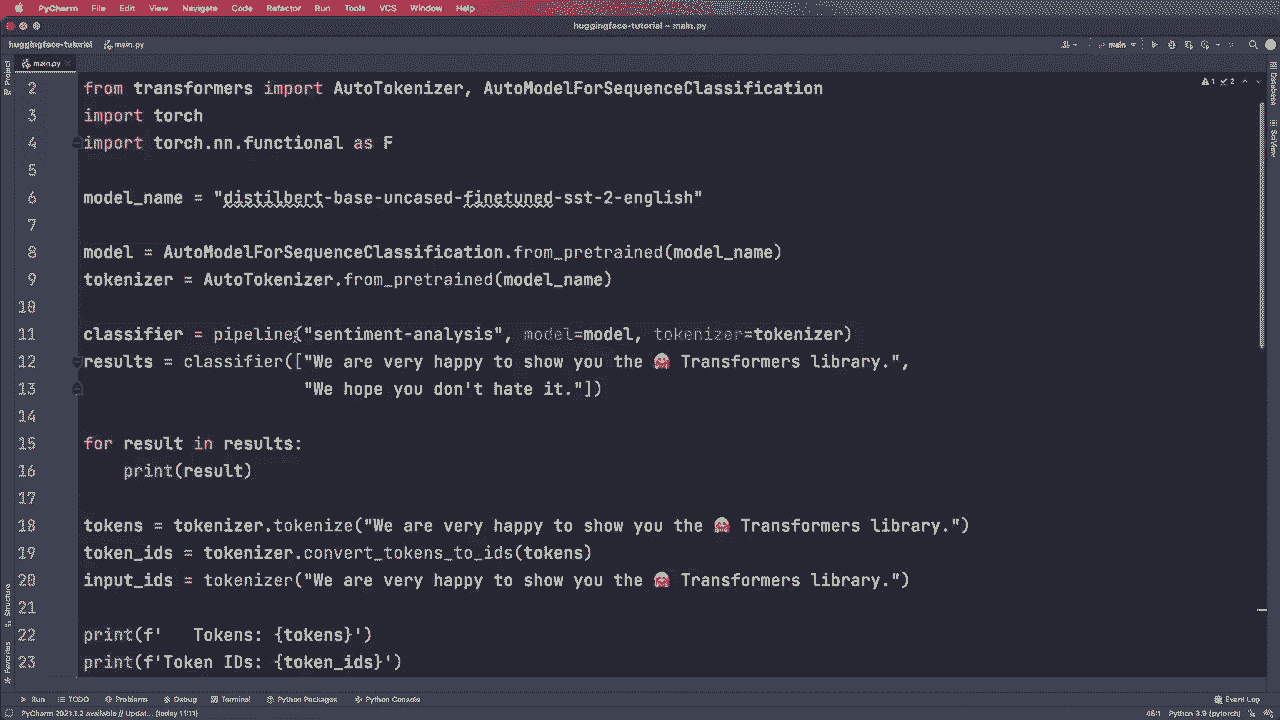 PyCharm File Edit View Navigate Code Refactor Run Tools VCS Window Help
huggingface-tutorial – main.py
huggingface-tutorial main.py main
main.py
Project
Database
SciView
Structure
Favorites
1 2
2 from transformers import AutoTokenizer, AutoModelForSequenceClassification
3 import torch
4 import torch.nn.functional as F
5
6 model_name = "distilbert-base-uncased-finetuned-sst-2-english"
7
8 model = AutoModelForSequenceClassification.from_pretrained(model_name)
9 tokenizer = AutoTokenizer.from_pretrained(model_name)
10
11 classifier = pipeline("sentiment-analysis", model=model, tokenizer=tokenizer)
12 results = classifier(["We are very happy to show you the 🤗 Transformers library.",
13 "We hope you don't hate it."])
14
15 for result in results:
16 print(result)
17
18 tokens = tokenizer.tokenize("We are very happy to show you the 🤗 Transformers library.")
19 token_ids = tokenizer.convert_tokens_to_ids(tokens)
20 input_ids = tokenizer("We are very happy to show you the 🤗 Transformers library.")
21
22 print(f'   Tokens: {tokens}')
23 print(f'Token IDs: {token_ids}')
Run TODO Problems Debug Terminal Python Packages Python Console Event Log
PyCharm 2021.1.2 available // Updat... (today 11:11) 46:1 Python 3.9 (pytorch)